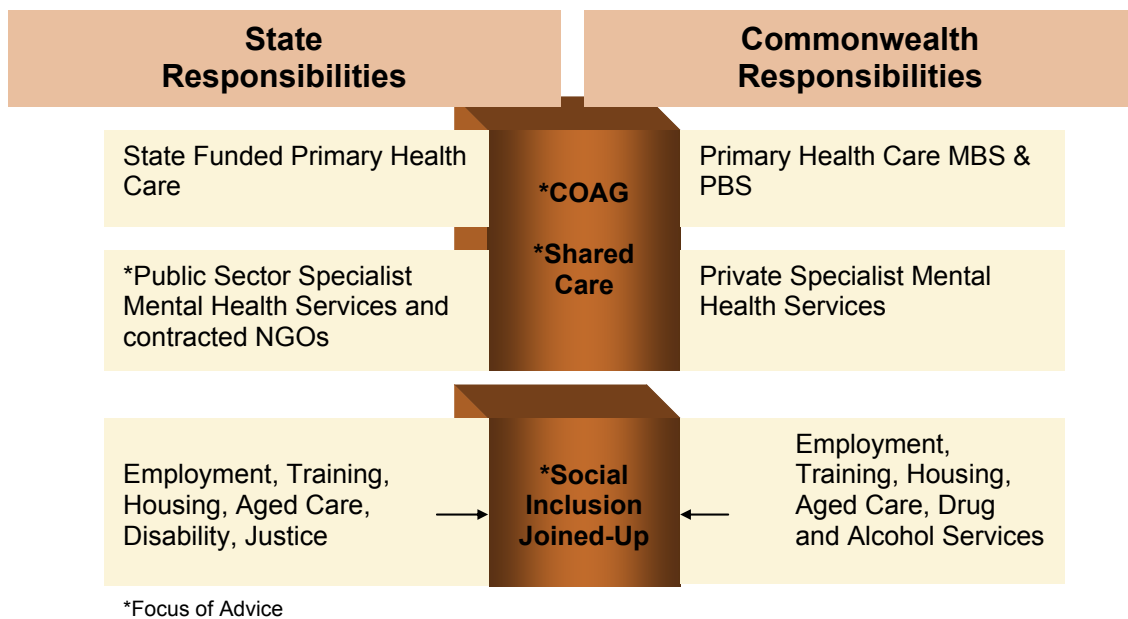 State
Responsibilities
Commonwealth
Responsibilities
State Funded Primary Health
Care
*COAG
*Shared
Care
Primary Health Care MBS &
PBS
*Public Sector Specialist
Mental Health Services and
contracted NGOs
Private Specialist Mental
Health Services
Employment, Training,
Housing, Aged Care,
Disability, Justice
*Social
Inclusion
Joined-Up
Employment,
Training, Housing,
Aged Care, Drug
and Alcohol Services
*Focus of Advice